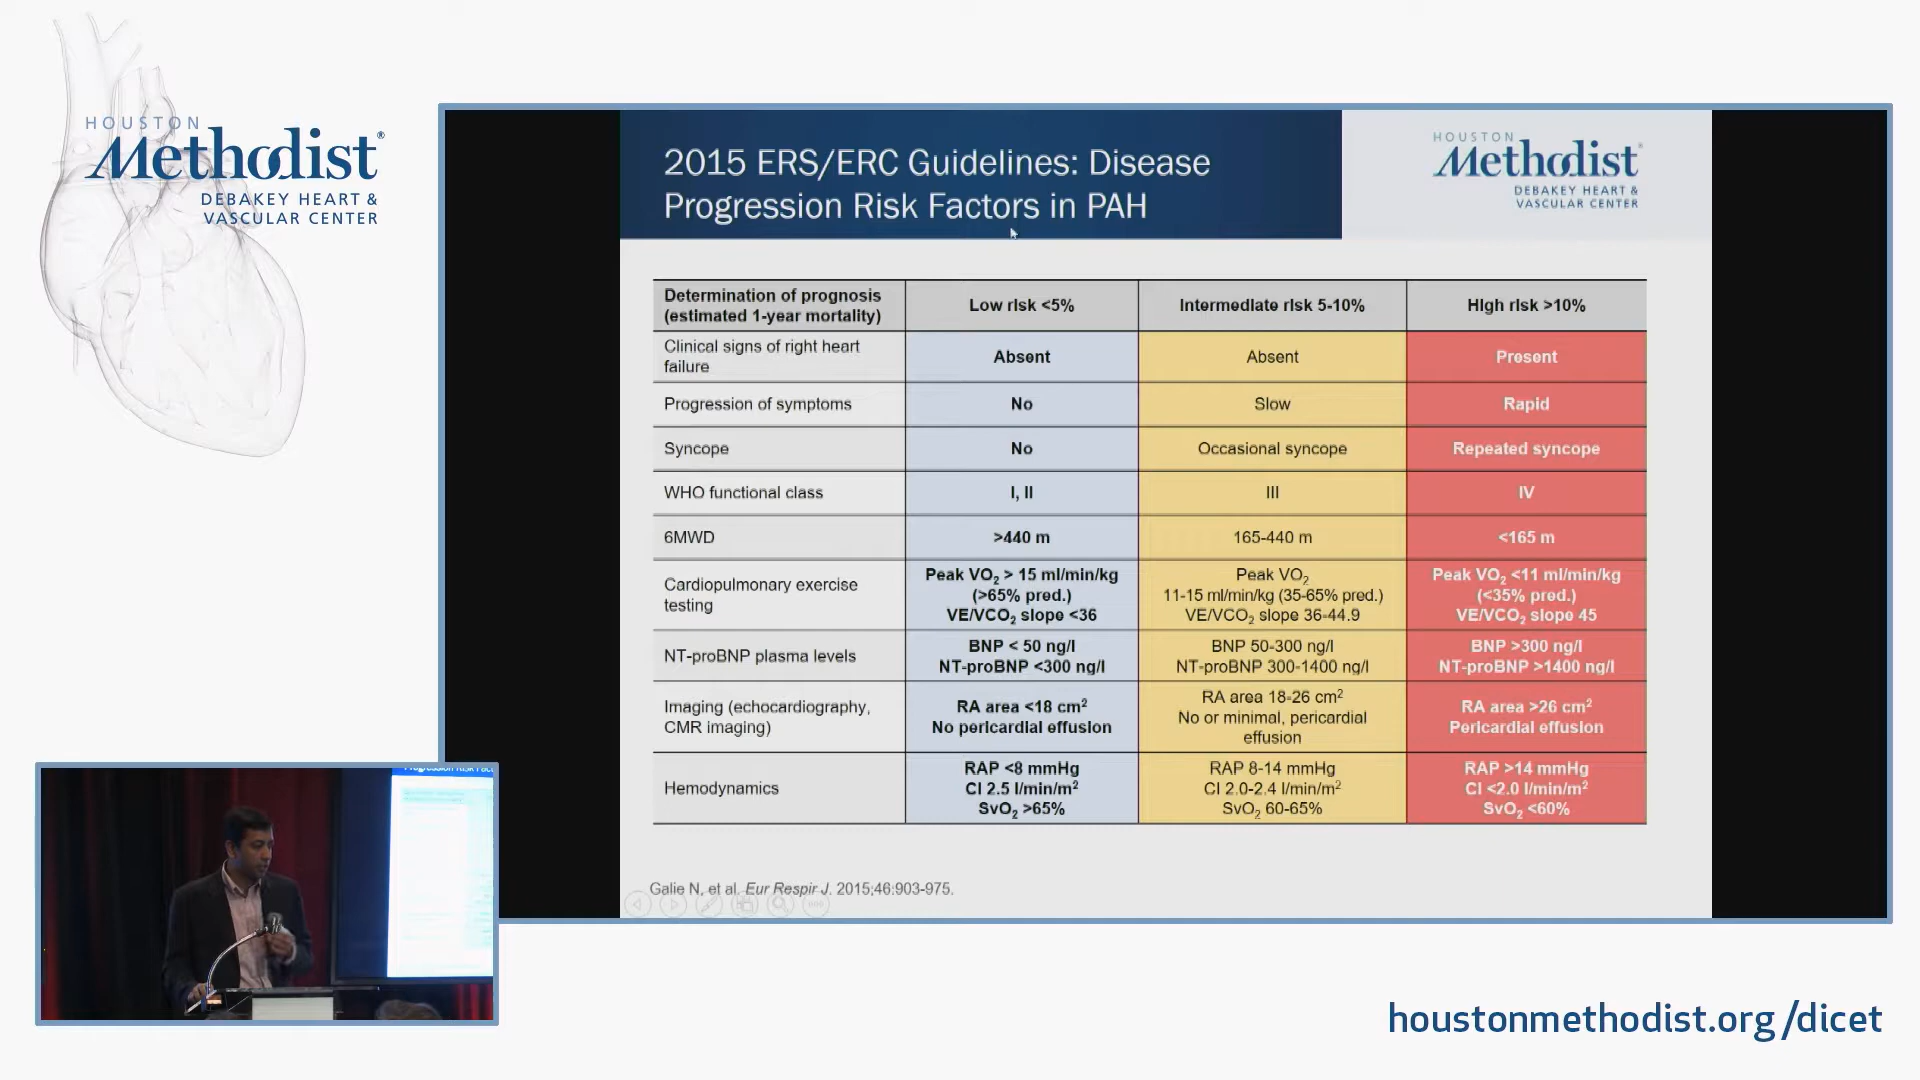 HOUSTON
Methodist®
DEBAKEY HEART &
VASCULAR CENTER
2015 ERS/ERC Guidelines: Disease
Progression Risk Factors in PAH
HOUSTON
Methodist®
DEBAKEY HEART &
VASCULAR CENTER
Determination of prognosis
(estimated 1-year mortality)
Low risk <5%
Intermediate risk 5-10%
High risk >10%
Clinical signs of right heart
failure
Absent
Absent
Present
Progression of symptoms
No
Slow
Rapid
Syncope
No
Occasional syncope
Repeated syncope
WHO functional class
I, II
III
IV
6MWD
>440 m
165-440 m
<165 m
Cardiopulmonary exercise
testing
Peak VO₂ > 15 ml/min/kg
(>65% pred.)
VE/VCO₂ slope <36
Peak VO₂
11-15 ml/min/kg (35-65% pred.)
VE/VCO₂ slope 36-44.9
Peak VO₂ <11 ml/min/kg
(<35% pred.)
VE/VCO₂ slope 45
NT-proBNP plasma levels
BNP < 50 ng/l
NT-proBNP <300 ng/l
BNP 50-300 ng/l
NT-proBNP 300-1400 ng/l
BNP >300 ng/l
NT-proBNP >1400 ng/l
Imaging (echocardiography,
CMR imaging)
RA area <18 cm²
No pericardial effusion
RA area 18-26 cm²
No or minimal, pericardial
effusion
RA area >26 cm²
Pericardial effusion
Hemodynamics
RAP <8 mmHg
CI 2.5 l/min/m²
SvO₂ >65%
RAP 8-14 mmHg
CI 2.0-2.4 l/min/m²
SvO₂ 60-65%
RAP >14 mmHg
CI <2.0 l/min/m²
SvO₂ <60%
Galie N, et al. Eur Respir J. 2015;46:903-975.
Progression Risk Fact
houstonmethodist.org/dicet